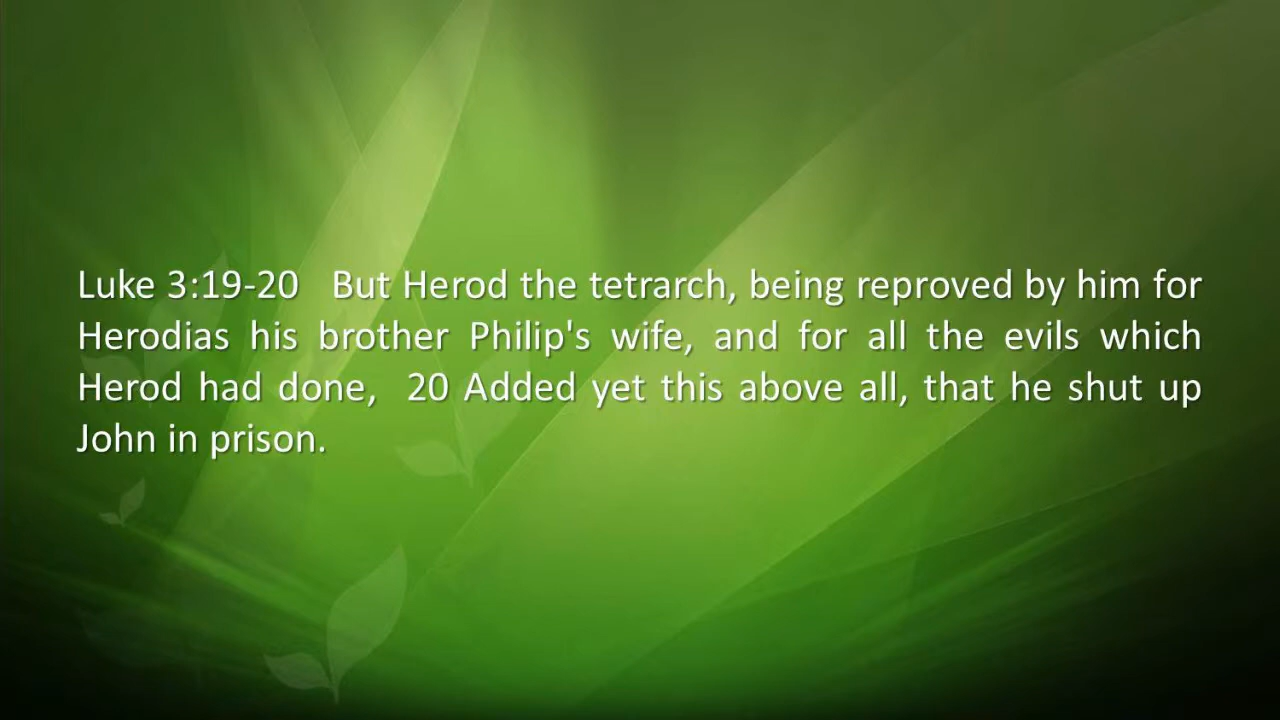 Luke 3:19-20   But Herod the tetrarch, being reproved by him for
Herodias his brother Philip's wife, and for all the evils which
Herod had done,  20 Added yet this above all, that he shut up
John in prison.